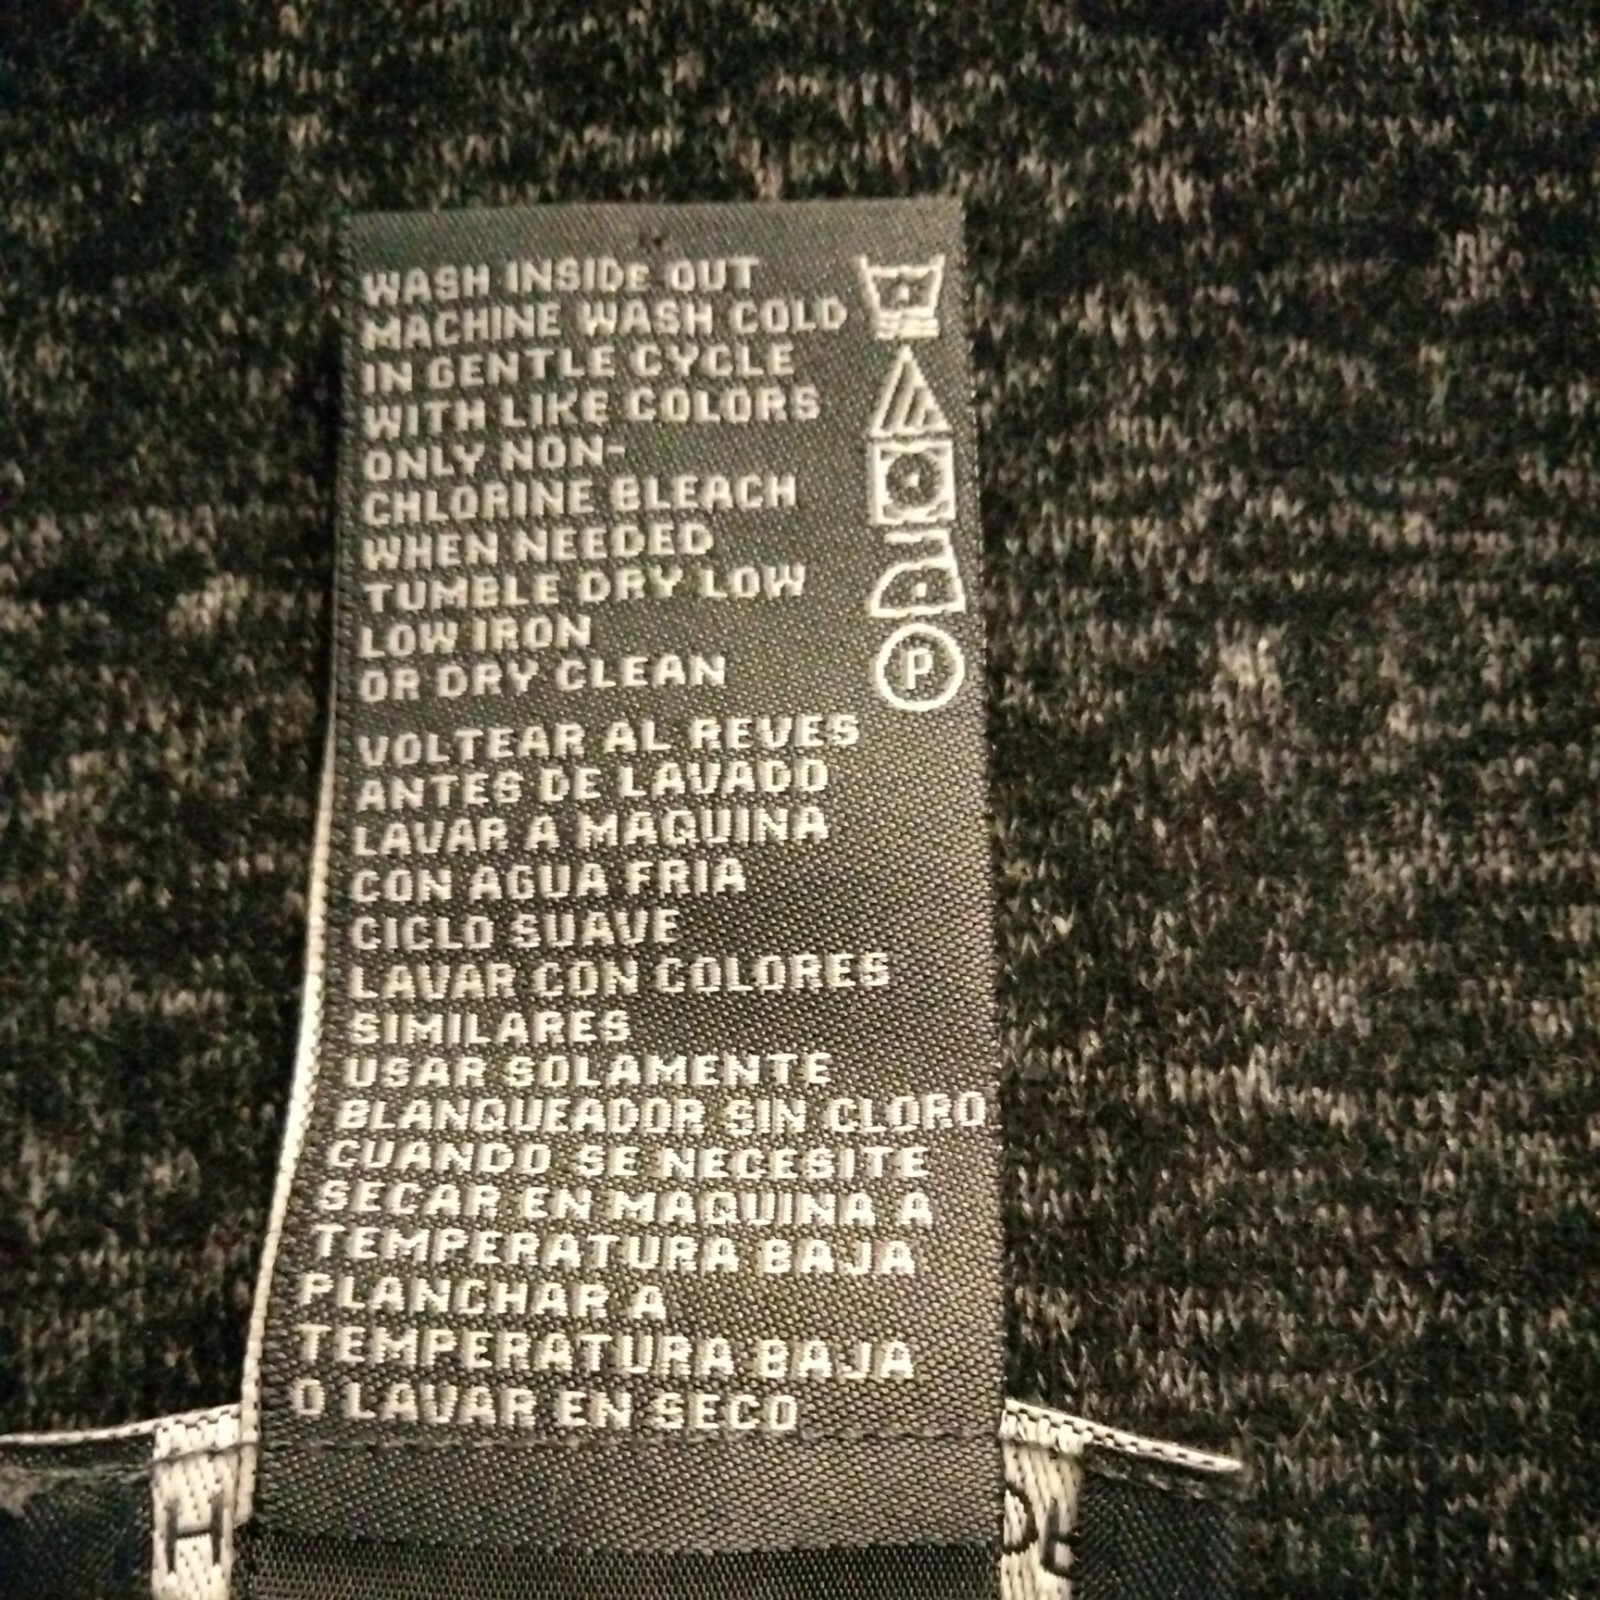 WASH INSIDE OUT
MACHINE WASH COLD
IN GENTLE CYCLE
WITH LIKE COLORS
ONLY NON-
CHLORINE BLEACH
WHEN NEEDED
TUMBLE DRY LOW
LOW IRON
OR DRY CLEAN
P
VOLTEAR AL REVES
ANTES DE LAVADO
LAVAR A MAQUINA
CON AGUA FRIA
CICLO SUAVE
LAVAR CON COLORES
SIMILARES
USAR SOLAMENTE
BLANQUEADOR SIN CLORO
CUANDO SE NECESITE
SECAR EN MAQUINA A
TEMPERATURA BAJA
PLANCHAR A
TEMPERATURA BAJA
O LAVAR EN SECO
H